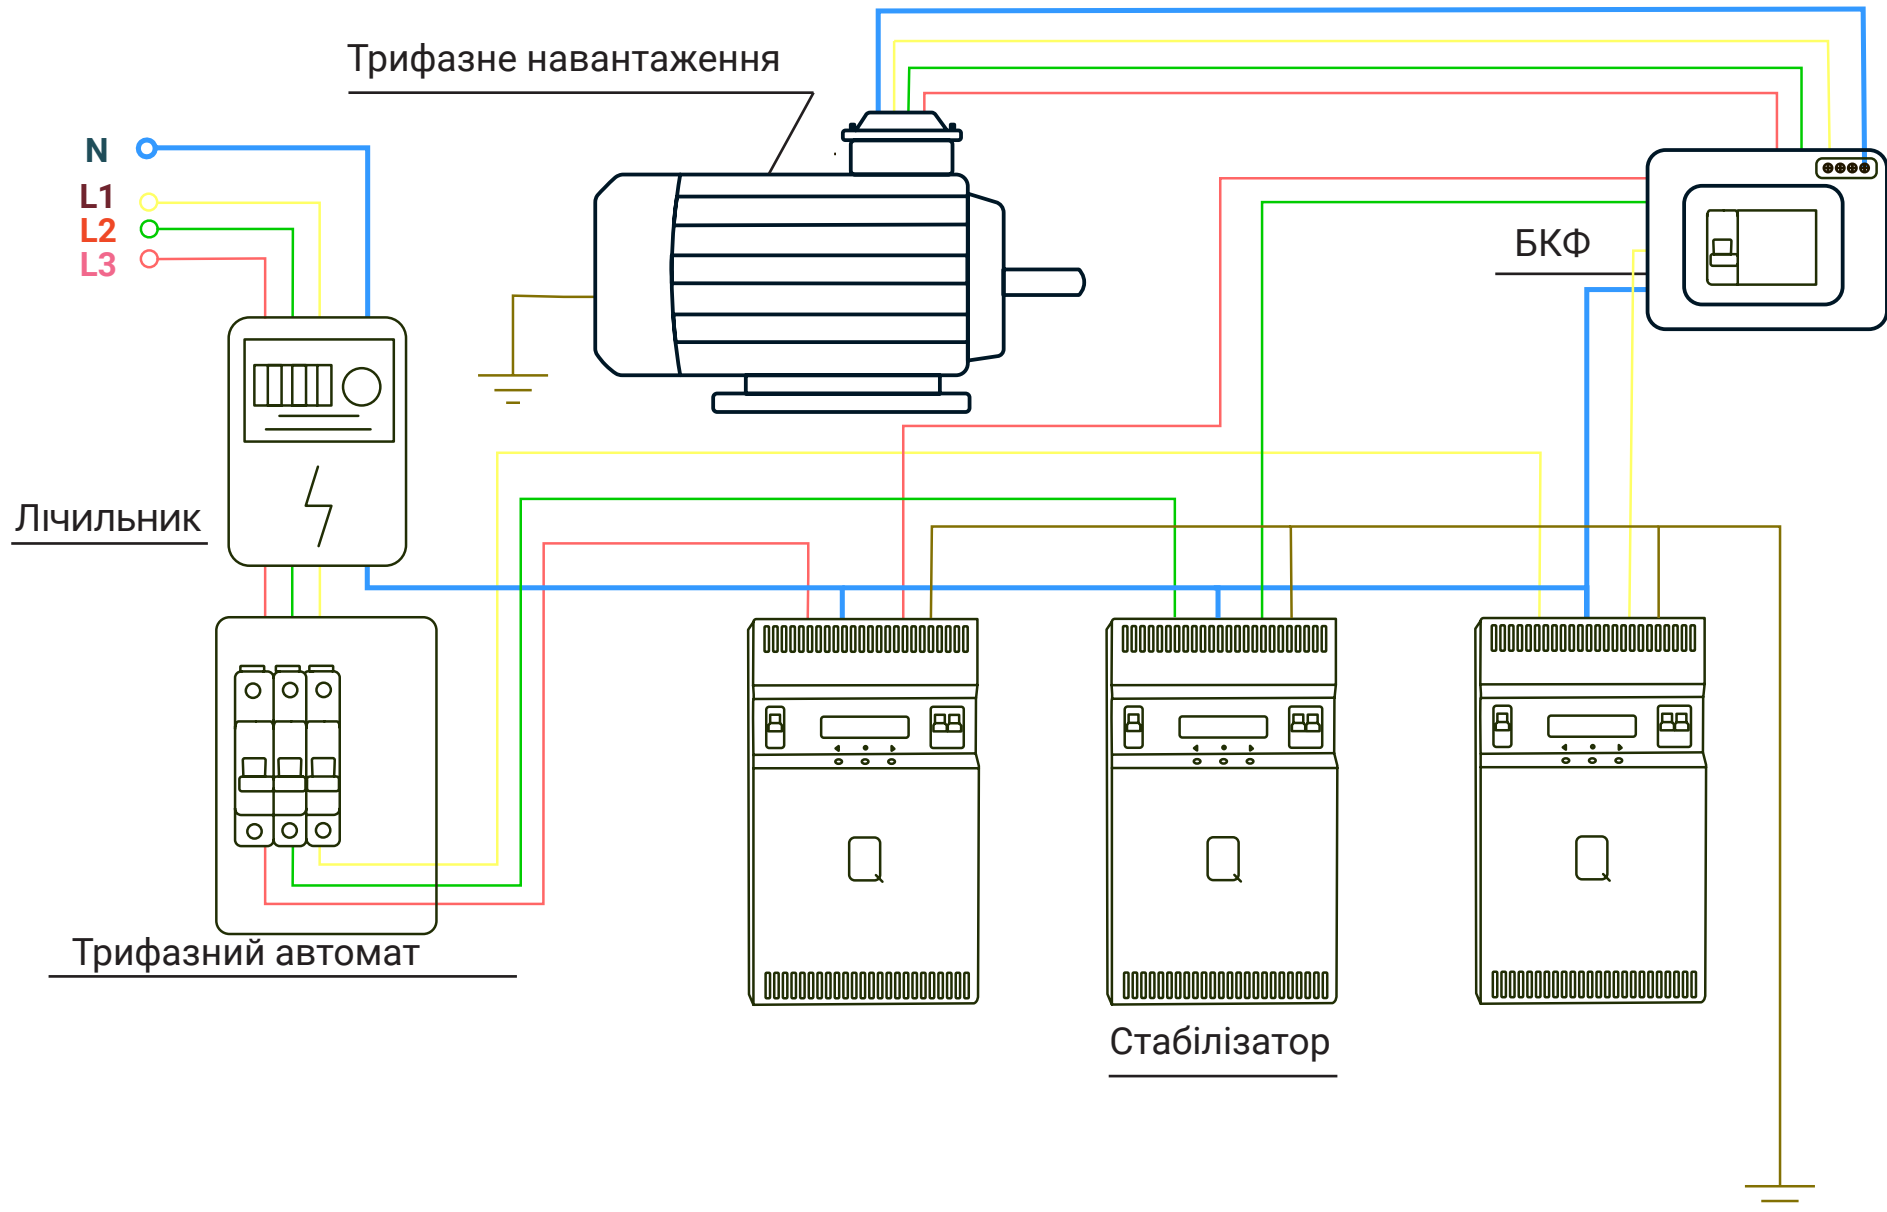 Трифазне навантаження
N
L1
L2
L3
БКФ
Лічильник
Трифазний автомат
Стабілізатор